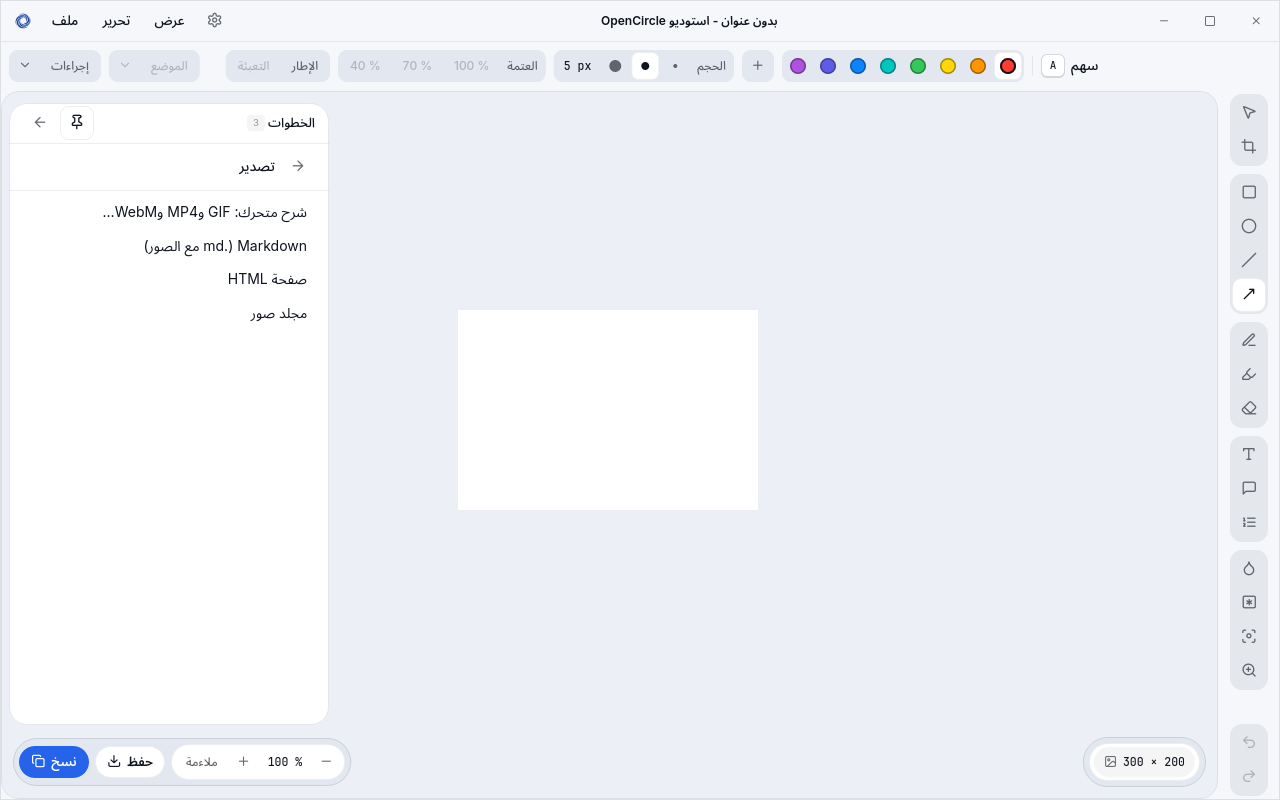 بدون عنوان - استوديو OpenCircle
ملف
تحرير
عرض
سهم
A
الحجم
5 px
العتمة
100 %
70 %
40 %
الإطار
التعبئة
الموضع
إجراءات
الخطوات 3
تصدير
شرح متحرك: GIF وMP4 وWebM...
Markdown (.md مع الصور)
صفحة HTML
مجلد صور
300 × 200
100 %
ملاءمة
حفظ
نسخ